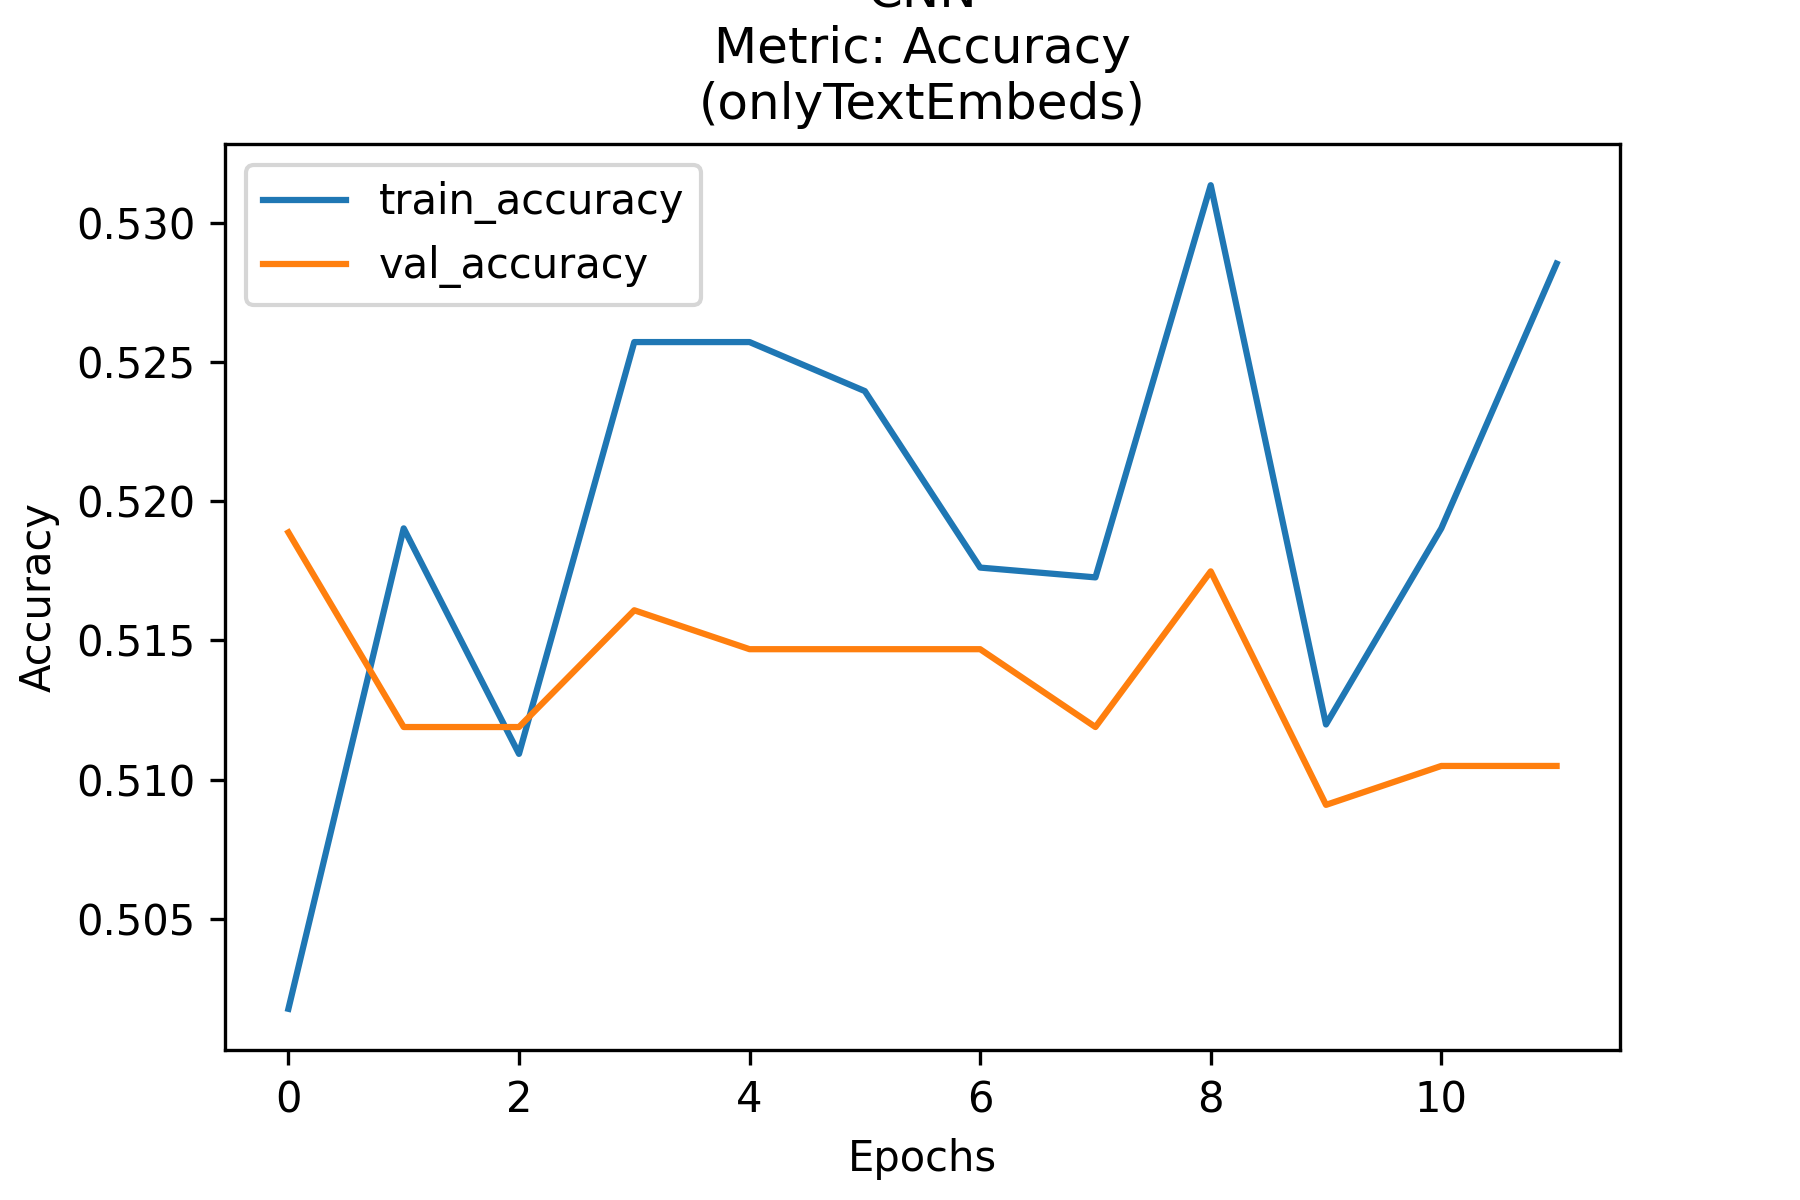 CNN
Metric: Accuracy
(onlyTextEmbeds)
train_accuracy
val_accuracy
0.530
0.525
0.520
0.515
0.510
0.505
Accuracy
0 2 4 6 8 10
Epochs